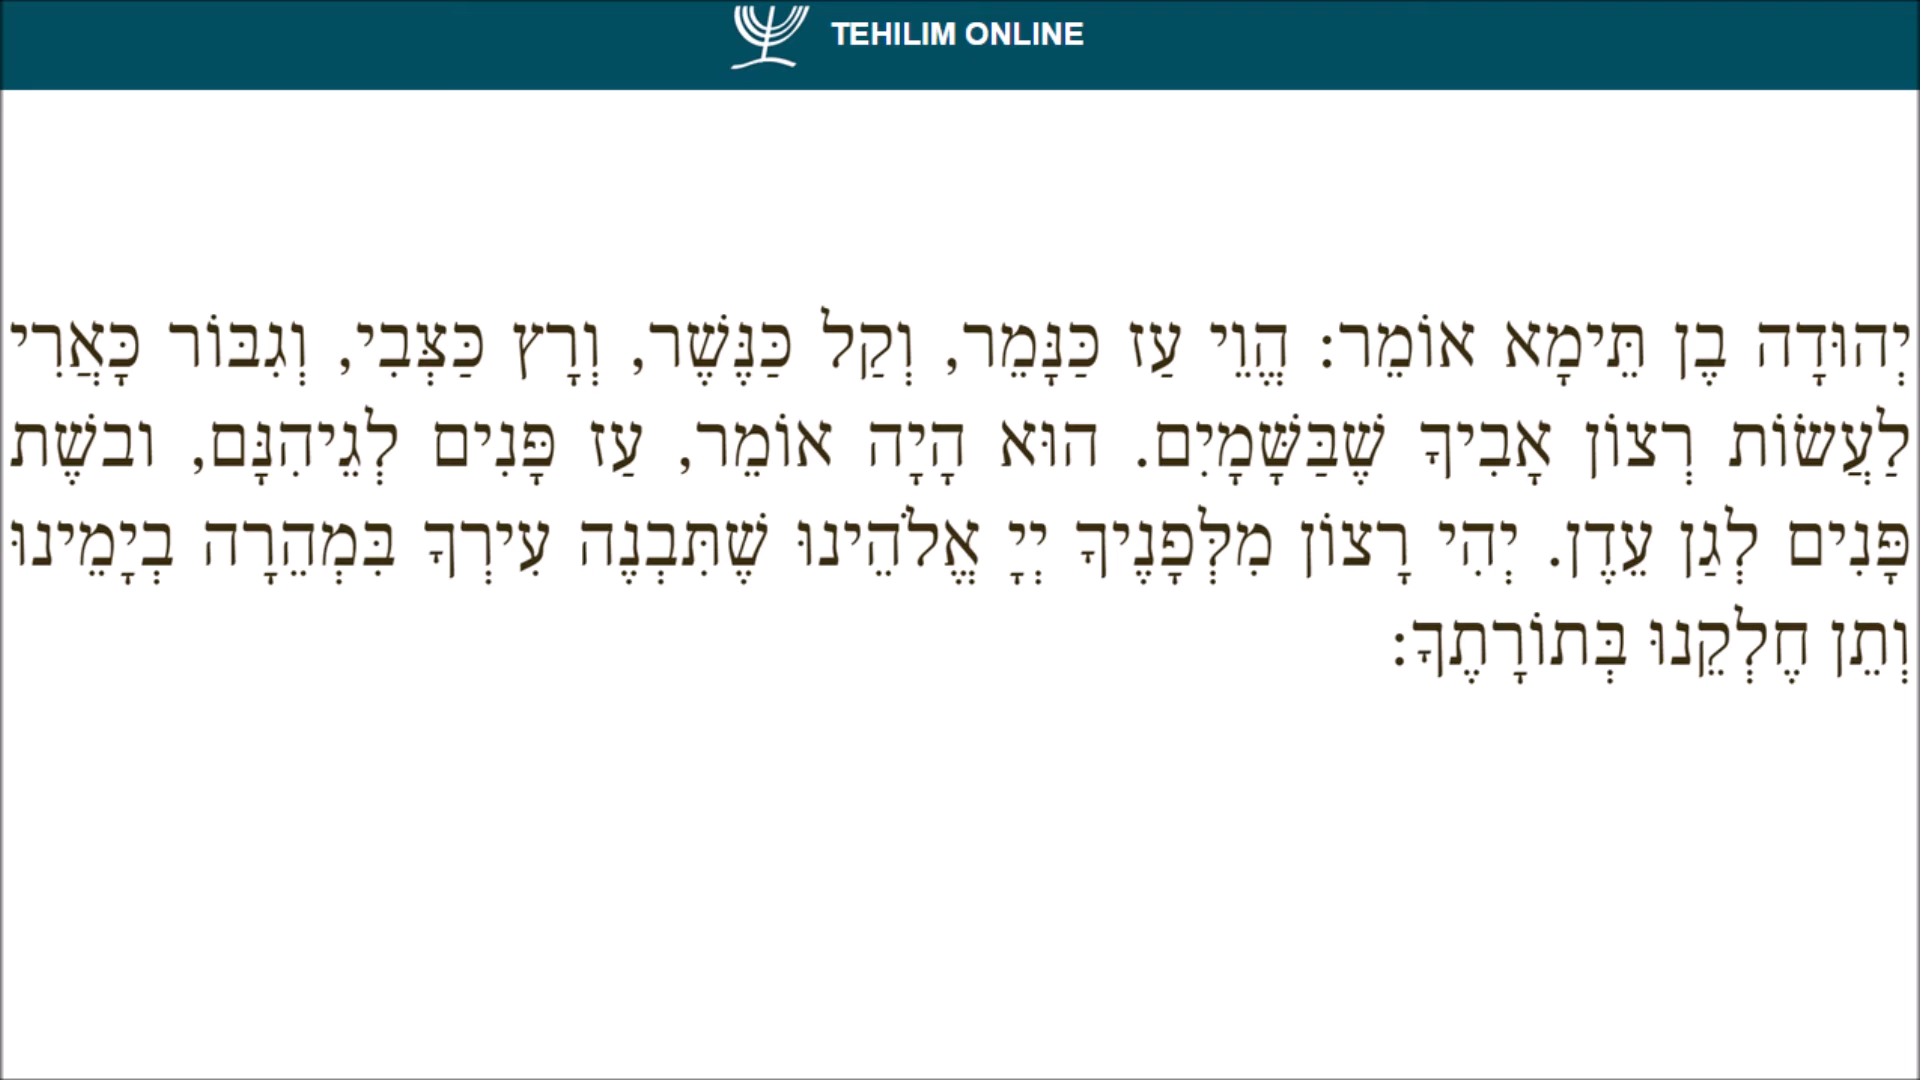 TEHILIM ONLINE
יְהוּדָה בֶן תֵּימָא אוֹמֵר: הֱוֵי עַז כַּנָּמֵר, וְקַל כַּנֶּשֶׁר, וְרָץ כַּצְּבִי, וְגִבּוֹר כָּאֲרִי
לַעֲשׂוֹת רְצוֹן אָבִיךָ שֶׁבַּשָּׁמָיִם. הוּא הָיָה אוֹמֵר, עַז פָּנִים לְגֵיהִנָּם, ובשֶׁת
פָּנִים לְגַן עֵדֶן. יְהִי רָצוֹן מִלְּפָנֶיךָ יְיָ אֱלֹהֵינוּ שֶׁתִּבְנֶה עִירְךָ בִּמְהֵרָה בְיָמֵינוּ
וְתֵן חֶלְקֵנוּ בְּתוֹרָתֶךָ: